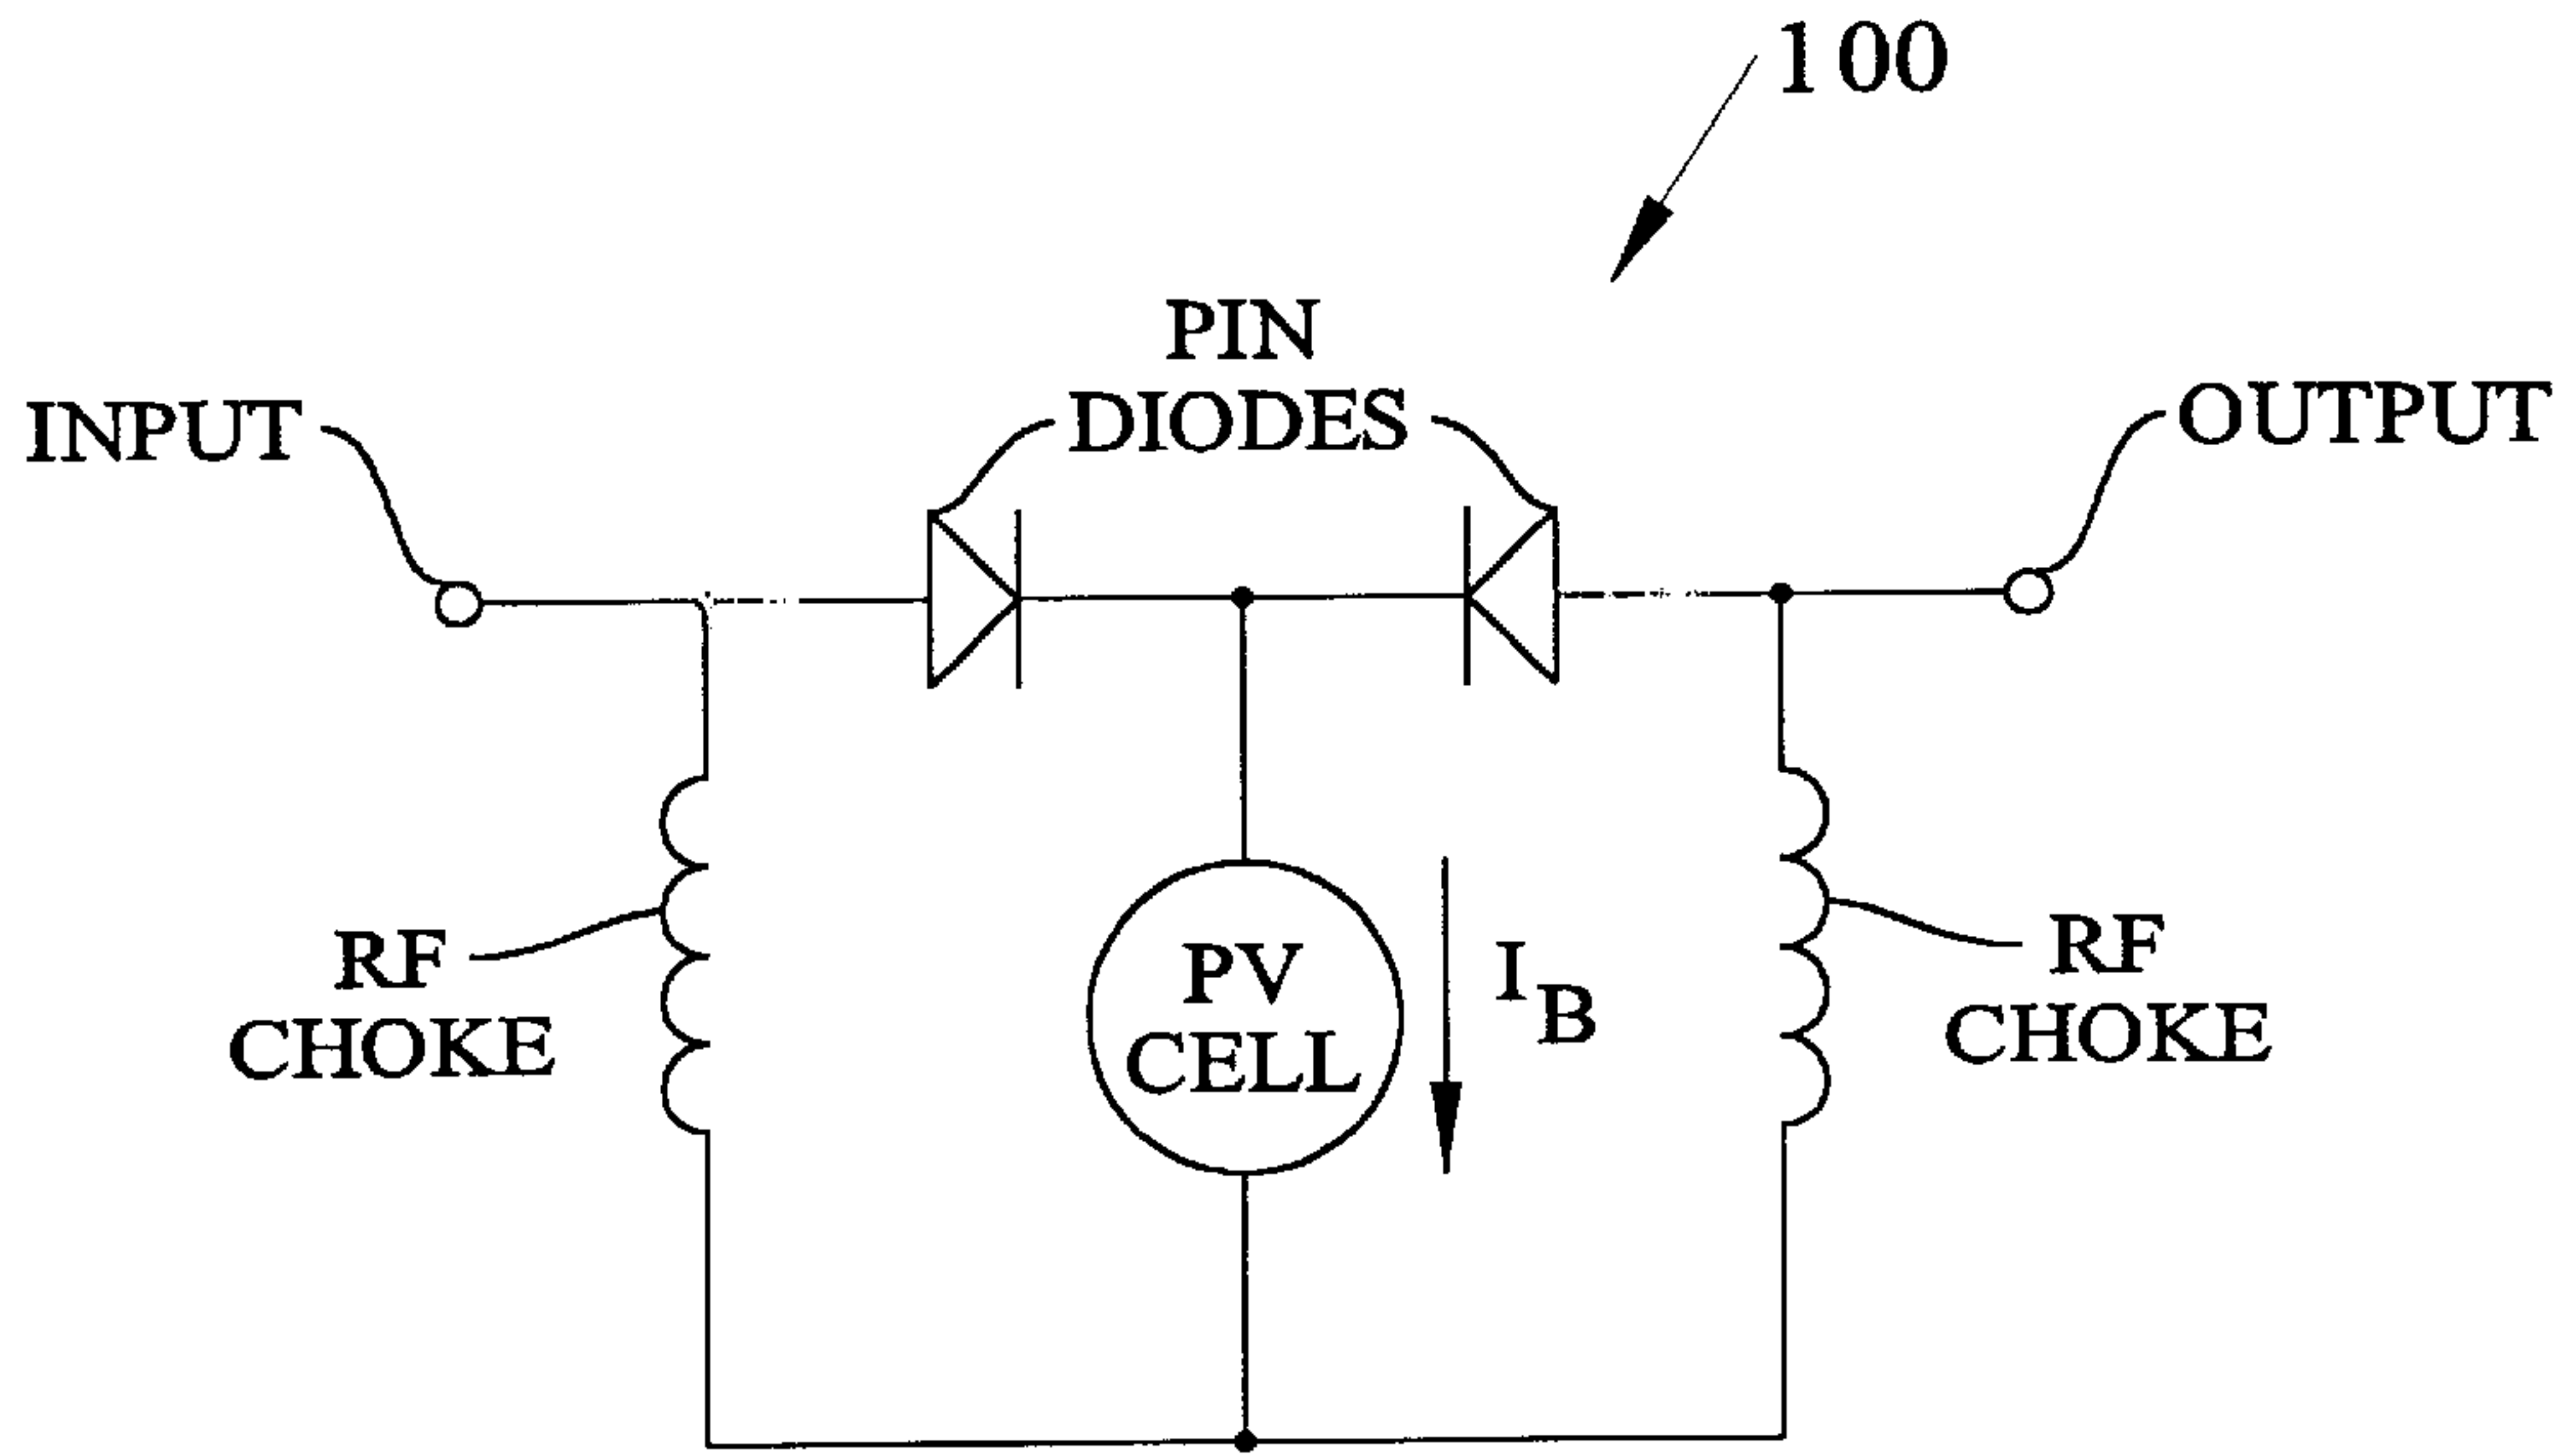 100
PIN
DIODES
INPUT
OUTPUT
RF
CHOKE
PV
CELL
I B
RF
CHOKE